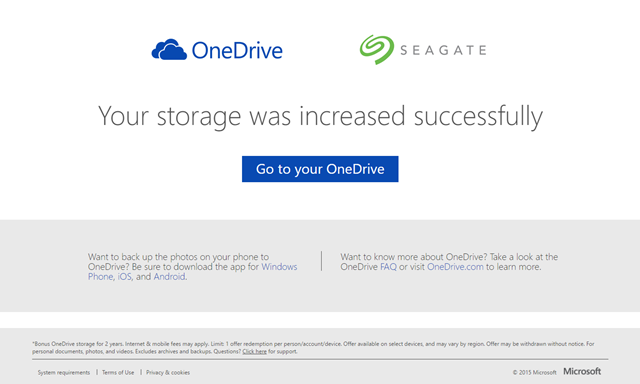 OneDrive SEAGATE
Your storage was increased successfully
Go to your OneDrive
Want to back up the photos on your phone to
OneDrive? Be sure to download the app for Windows
Phone, iOS, and Android.
Want to know more about OneDrive? Take a look at the
OneDrive FAQ or visit OneDrive.com to learn more.
*Bonus OneDrive storage for 2 years. Internet & mobile fees may apply. Limit: 1 offer redemption per person/account/device. Offer available on select devices, and may vary by region. Offer may be withdrawn without notice. For
personal documents, photos, and videos. Excludes archives and backups. Questions? Click here for support.
System requirements | Terms of Use | Privacy & cookies © 2015 Microsoft Microsoft